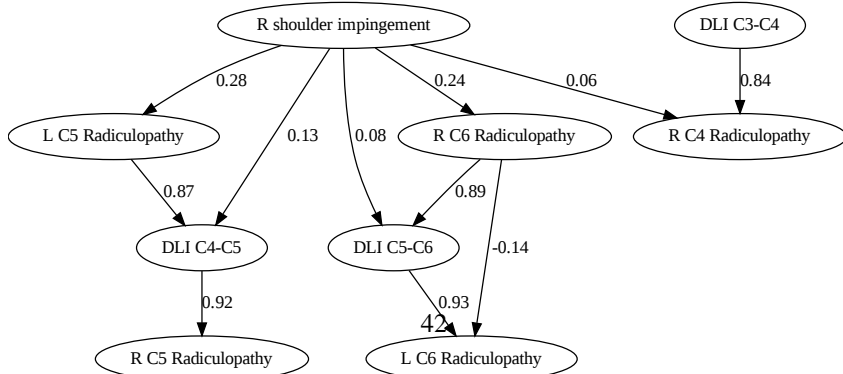 R shoulder impingement
DLI C3-C4
0.28
0.24
0.06
0.84
L C5 Radiculopathy
0.13
0.08
R C6 Radiculopathy
R C4 Radiculopathy
0.87
0.89
DLI C4-C5
DLI C5-C6
-0.14
0.92
0.93
42
R C5 Radiculopathy
L C6 Radiculopathy